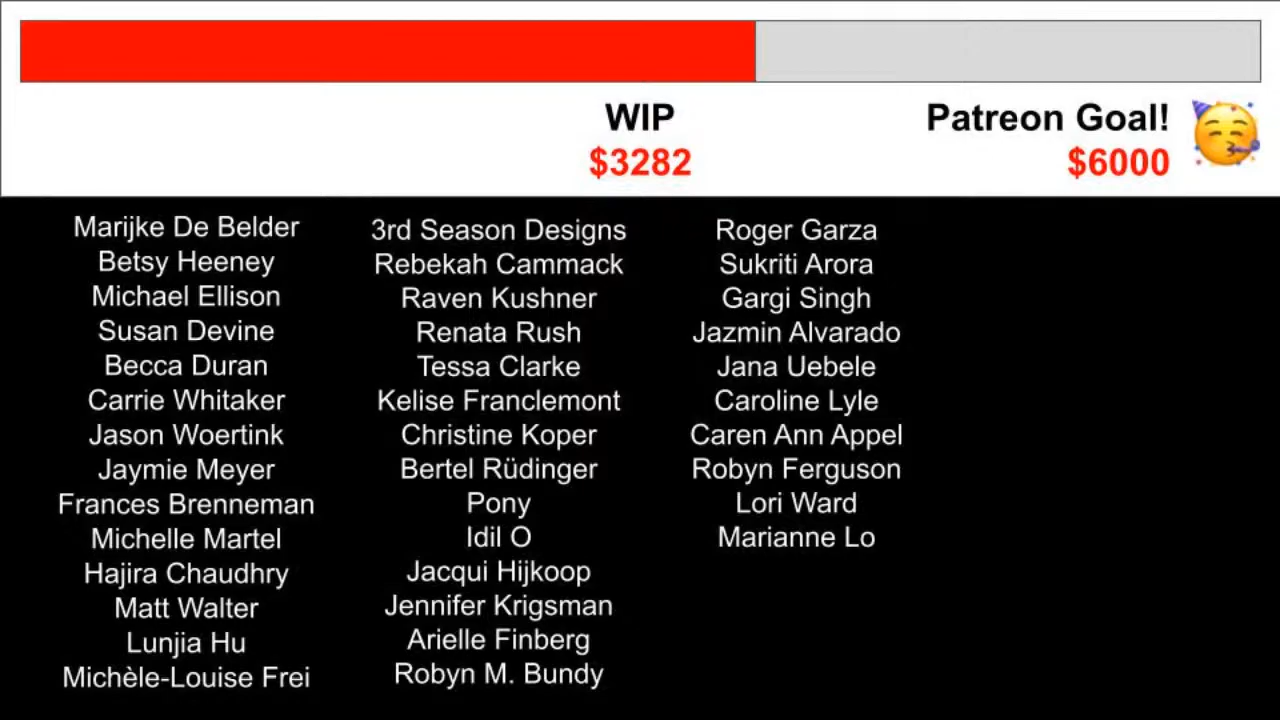 WIP
$3282
Patreon Goal!
$6000
Marijke De Belder
Betsy Heeney
Michael Ellison
Susan Devine
Becca Duran
Carrie Whitaker
Jason Woertink
Jaymie Meyer
Frances Brenneman
Michelle Martel
Hajira Chaudhry
Matt Walter
Lunjia Hu
Michèle-Louise Frei
3rd Season Designs
Rebekah Cammack
Raven Kushner
Renata Rush
Tessa Clarke
Kelise Franclemont
Christine Koper
Bertel Rüdinger
Pony
Idil O
Jacqui Hijkoop
Jennifer Krigsman
Arielle Finberg
Robyn M. Bundy
Roger Garza
Sukriti Arora
Gargi Singh
Jazmin Alvarado
Jana Uebele
Caroline Lyle
Caren Ann Appel
Robyn Ferguson
Lori Ward
Marianne Lo